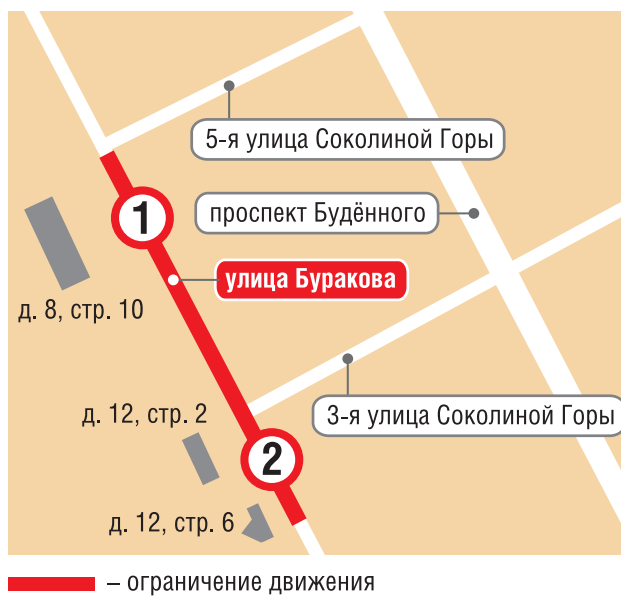 5-я улица Соколиной Горы
1
проспект Будённого
улица Буракова
д. 8, стр. 10
д. 12, стр. 2
3-я улица Соколиной Горы
2
д. 12, стр. 6
– ограничение движения